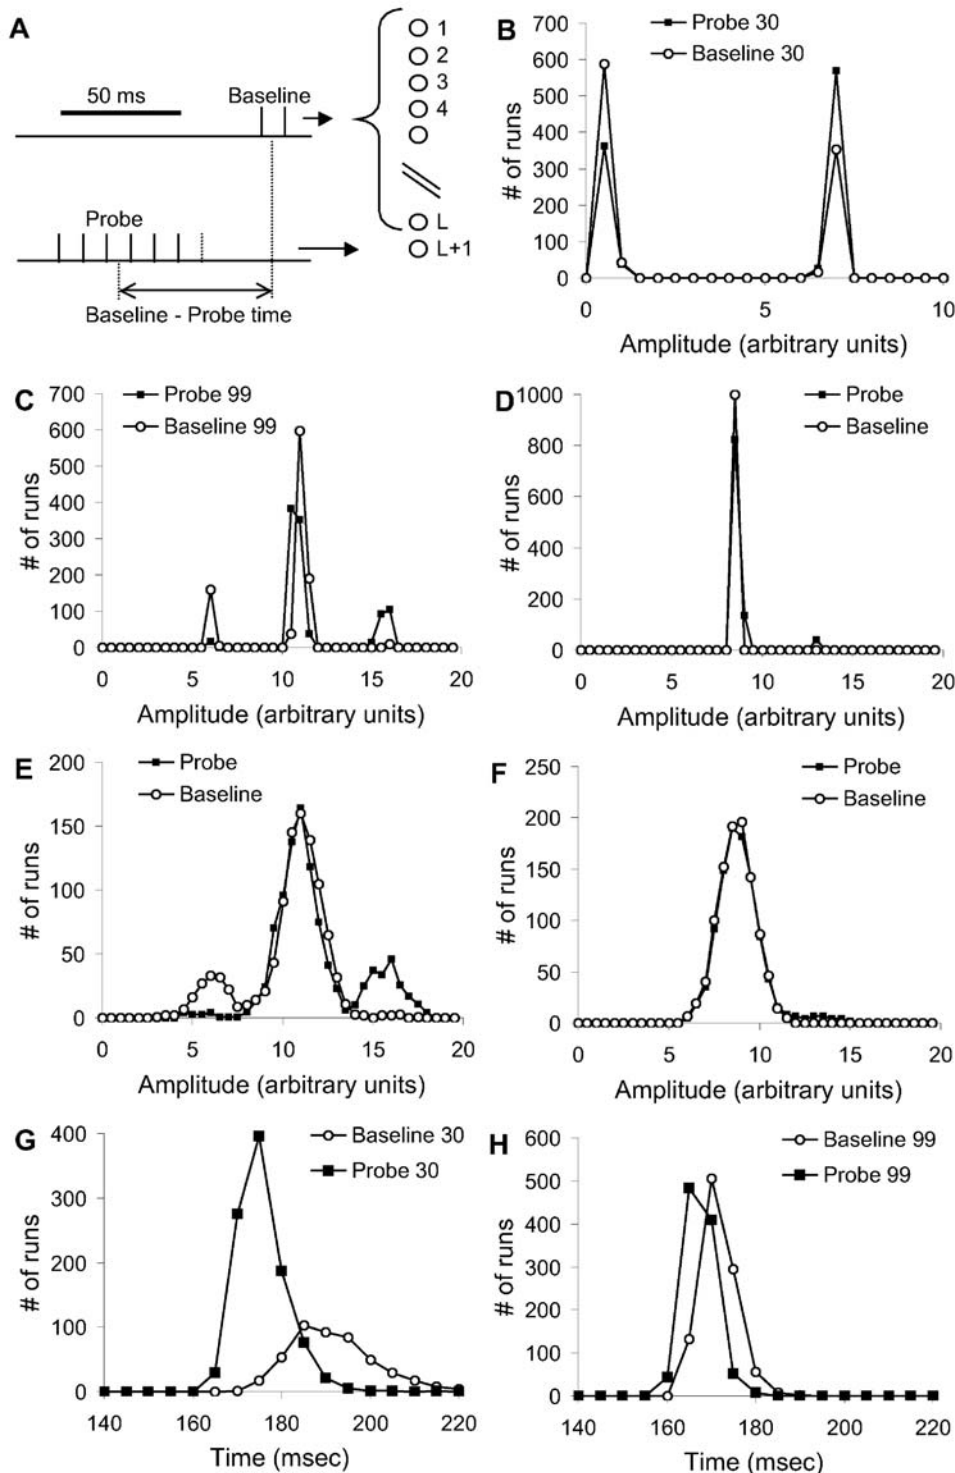 A
50 ms
Baseline
1
2
3
4
L
L+1
Probe
Baseline - Probe time
B
Probe 30
Baseline 30
700
600
500
400
300
200
100
0
# of runs
0 5 10
Amplitude (arbitrary units)
C
Probe 99
Baseline 99
700
600
500
400
300
200
100
0
# of runs
0 5 10 15 20
Amplitude (arbitrary units)
D
Probe
Baseline
1000
800
600
400
200
0
# of runs
0 5 10 15 20
Amplitude (arbitrary units)
E
Probe
Baseline
200
150
100
50
0
# of runs
0 5 10 15 20
Amplitude (arbitrary units)
F
Probe
Baseline
250
200
150
100
50
0
# of runs
0 5 10 15 20
Amplitude (arbitrary units)
G
Baseline 30
Probe 30
400
300
200
100
0
# of runs
140 160 180 200 220
Time (msec)
H
Baseline 99
Probe 99
600
500
400
300
200
100
0
# of runs
140 160 180 200 220
Time (msec)